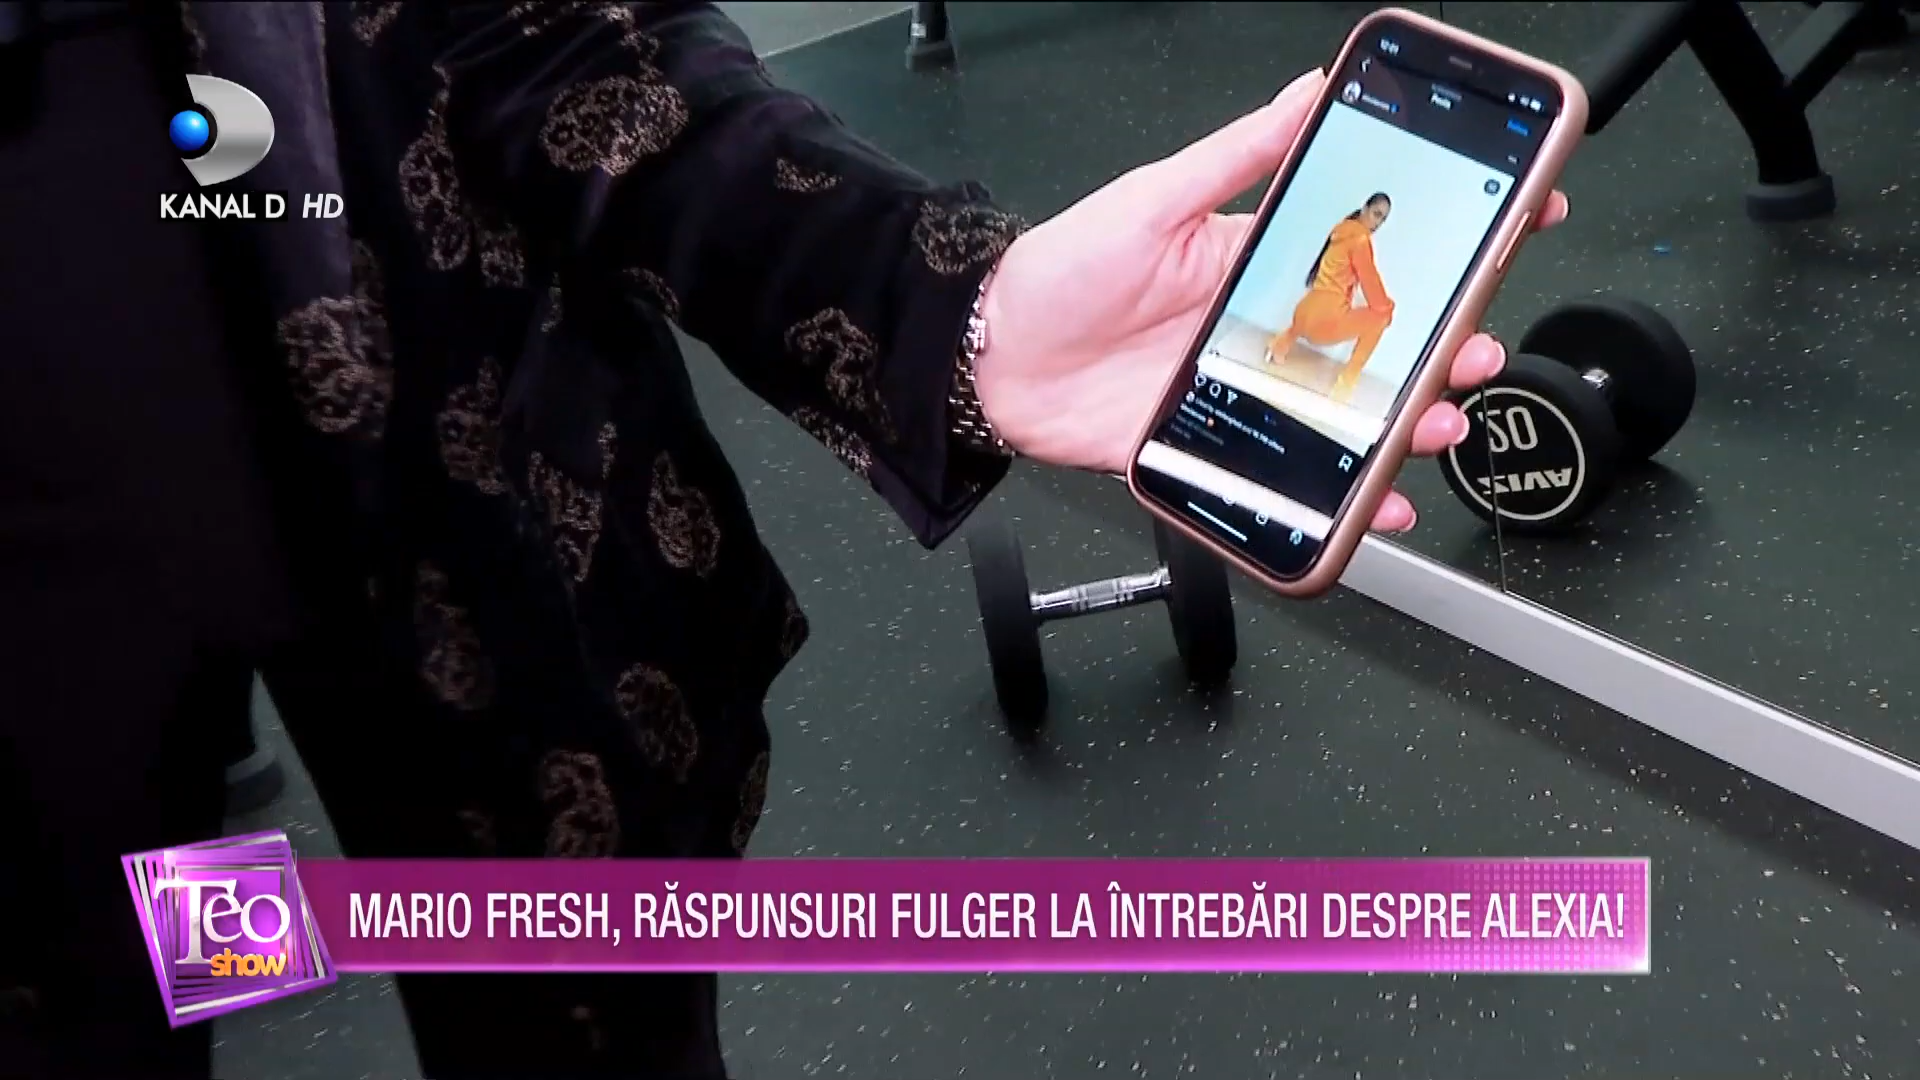 KANAL D HD
20
AVIZ
Teo
show
MARIO FRESH, RĂSPUNSURI FULGER LA ÎNTREBĂRI DESPRE ALEXIA!